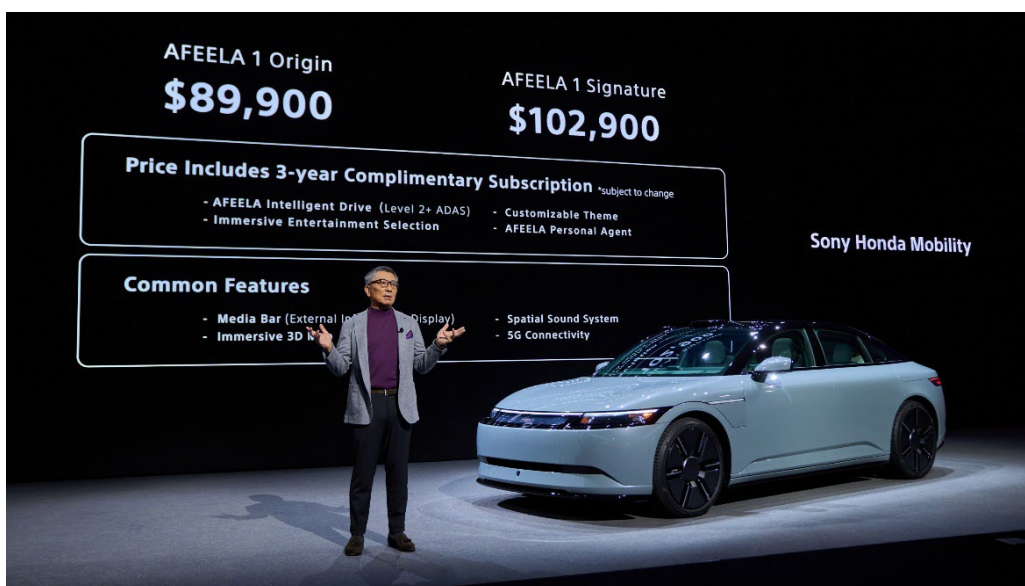 AFEELA 1 Origin
$89,900
AFEELA 1 Signature
$102,900
Price Includes 3-year Complimentary Subscription *subject to change
- AFEELA Intelligent Drive (Level 2+ ADAS)
- Immersive Entertainment Selection
- Customizable Theme
- AFEELA Personal Agent
Common Features
- Media Bar (External Display)
- Immersive 3D
- Spatial Sound System
- 5G Connectivity
Sony Honda Mobility